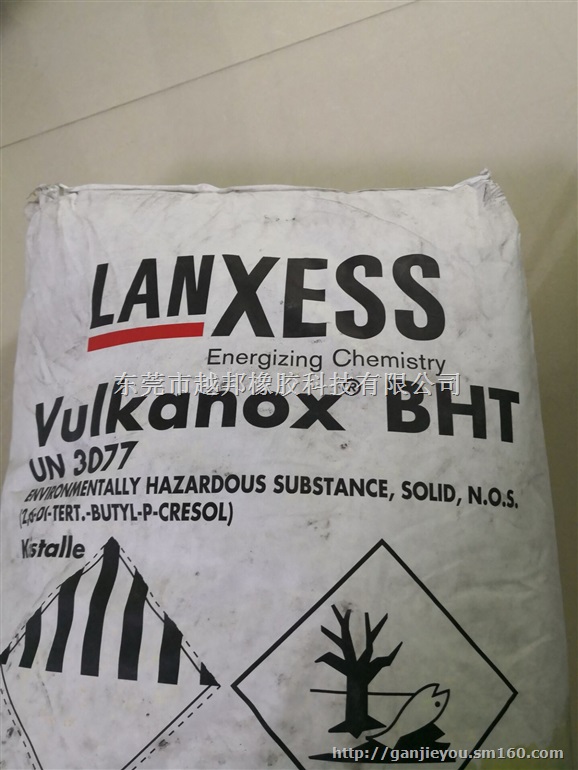 LANXESS
Energizing Chemistry
东莞市越邦橡胶科技有限公司
Vulkanox® BHT
UN 3077
ENVIRONMENTALLY HAZARDOUS SUBSTANCE, SOLID, N.O.S.
(2,6-DI-TERT.-BUTYL-P-CRESOL)
http://ganjieyou.sm160.com